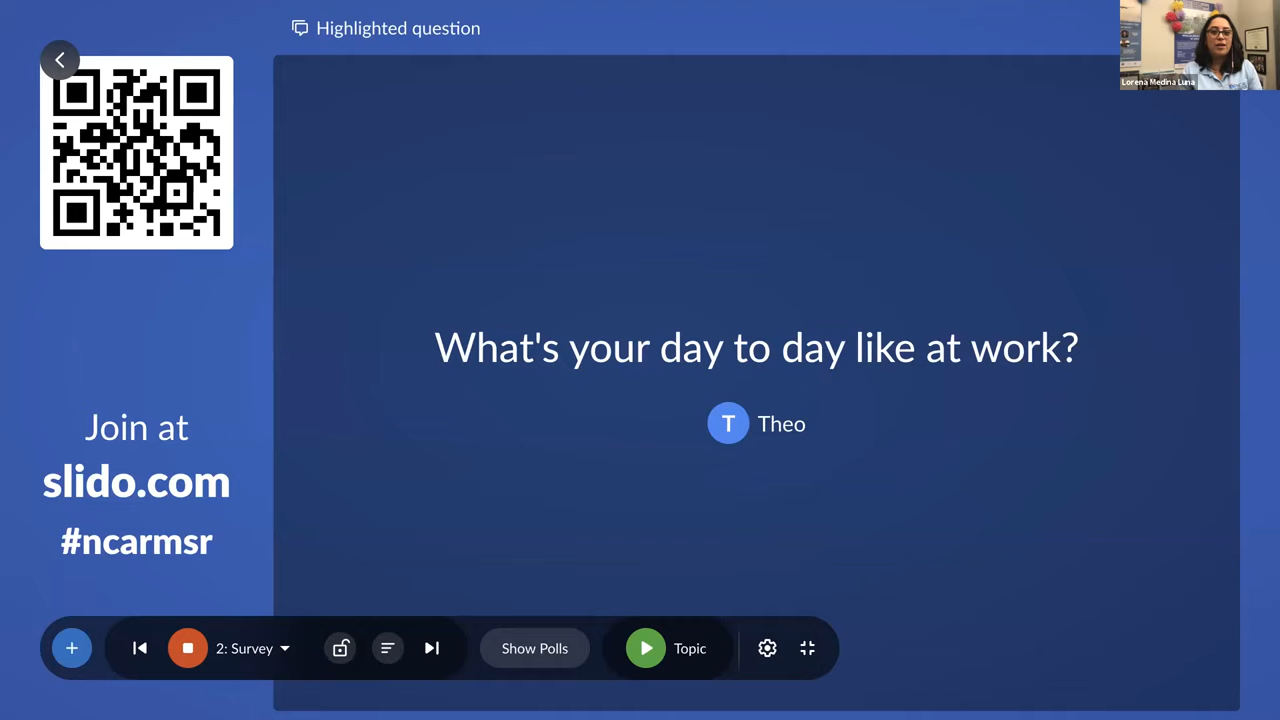 Highlighted question
Lorena Medina Luna
What's your day to day like at work?
T Theo
Join at
slido.com
#ncarmsr
2: Survey
Show Polls
Topic